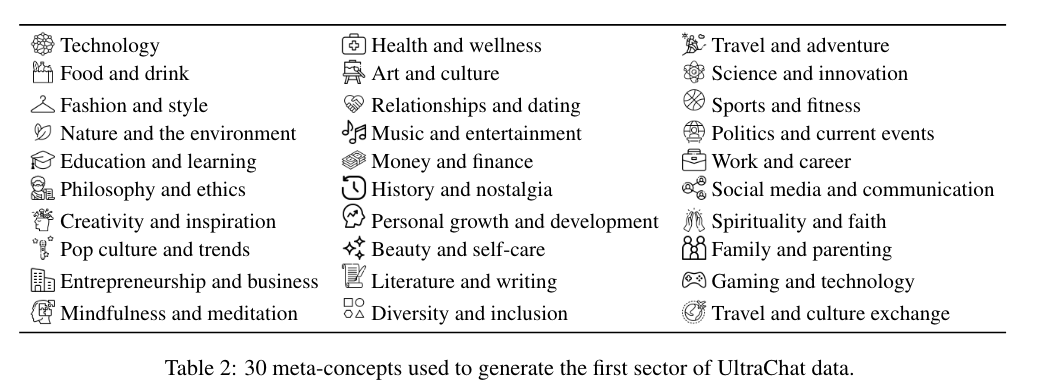 Technology
Health and wellness
Travel and adventure
Food and drink
Art and culture
Science and innovation
Fashion and style
Relationships and dating
Sports and fitness
Nature and the environment
Music and entertainment
Politics and current events
Education and learning
Money and finance
Work and career
Philosophy and ethics
History and nostalgia
Social media and communication
Creativity and inspiration
Personal growth and development
Spirituality and faith
Pop culture and trends
Beauty and self-care
Family and parenting
Entrepreneurship and business
Literature and writing
Gaming and technology
Mindfulness and meditation
Diversity and inclusion
Travel and culture exchange
Table 2: 30 meta-concepts used to generate the first sector of UltraChat data.